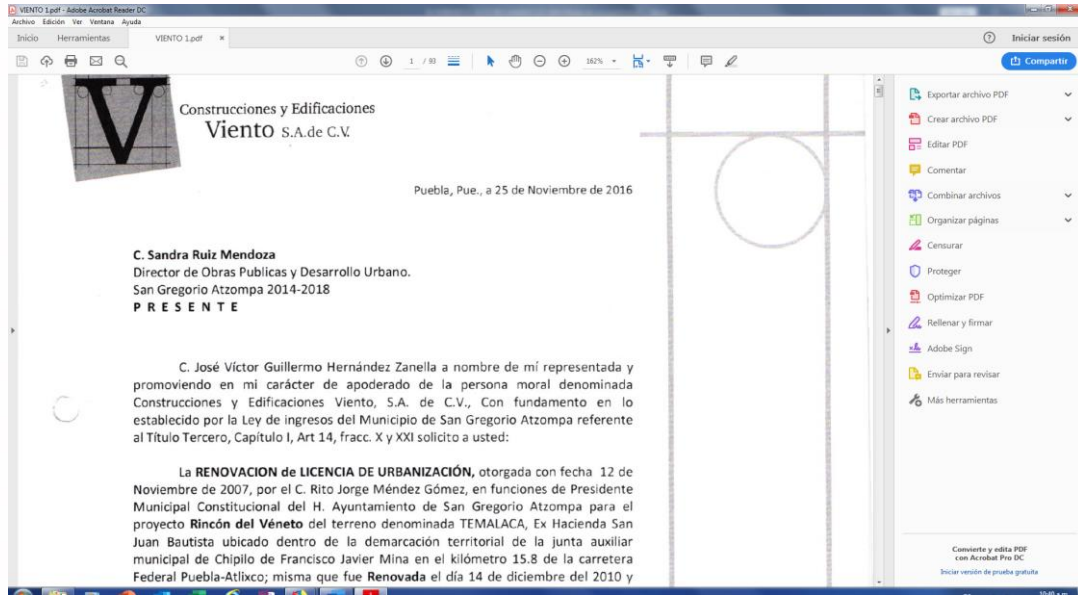 VIENTO 1.pdf - Adobe Acrobat Reader DC
Archivo Edición Ver Ventana Ayuda
Inicio Herramientas VIENTO 1.pdf × Iniciar sesión
1 / 93 162% Compartir
V
Construcciones y Edificaciones
Viento S.A.de C.V.
Puebla, Pue., a 25 de Noviembre de 2016
C. Sandra Ruiz Mendoza
Director de Obras Publicas y Desarrollo Urbano.
San Gregorio Atzompa 2014-2018
P R E S E N T E
C. José Víctor Guillermo Hernández Zanella a nombre de mí representada y
promoviendo en mi carácter de apoderado de la persona moral denominada
Construcciones y Edificaciones Viento, S.A. de C.V., Con fundamento en lo
establecido por la Ley de ingresos del Municipio de San Gregorio Atzompa referente
al Título Tercero, Capítulo I, Art 14, fracc. X y XXI solicito a usted:
La RENOVACION de LICENCIA DE URBANIZACIÓN, otorgada con fecha 12 de
Noviembre de 2007, por el C. Rito Jorge Méndez Gómez, en funciones de Presidente
Municipal Constitucional del H. Ayuntamiento de San Gregorio Atzompa para el
proyecto Rincón del Véneto del terreno denominada TEMALACA, Ex Hacienda San
Juan Bautista ubicado dentro de la demarcación territorial de la junta auxiliar
municipal de Chipilo de Francisco Javier Mina en el kilómetro 15.8 de la carretera
Federal Puebla-Atlixco; misma que fue Renovada el día 14 de diciembre del 2010 y
Exportar archivo PDF
Crear archivo PDF
Editar PDF
Comentar
Combinar archivos
Organizar páginas
Censurar
Proteger
Optimizar PDF
Rellenar y firmar
Adobe Sign
Enviar para revisar
Más herramientas
Convierte y edita PDF
con Acrobat Pro DC
Iniciar versión de prueba gratuita